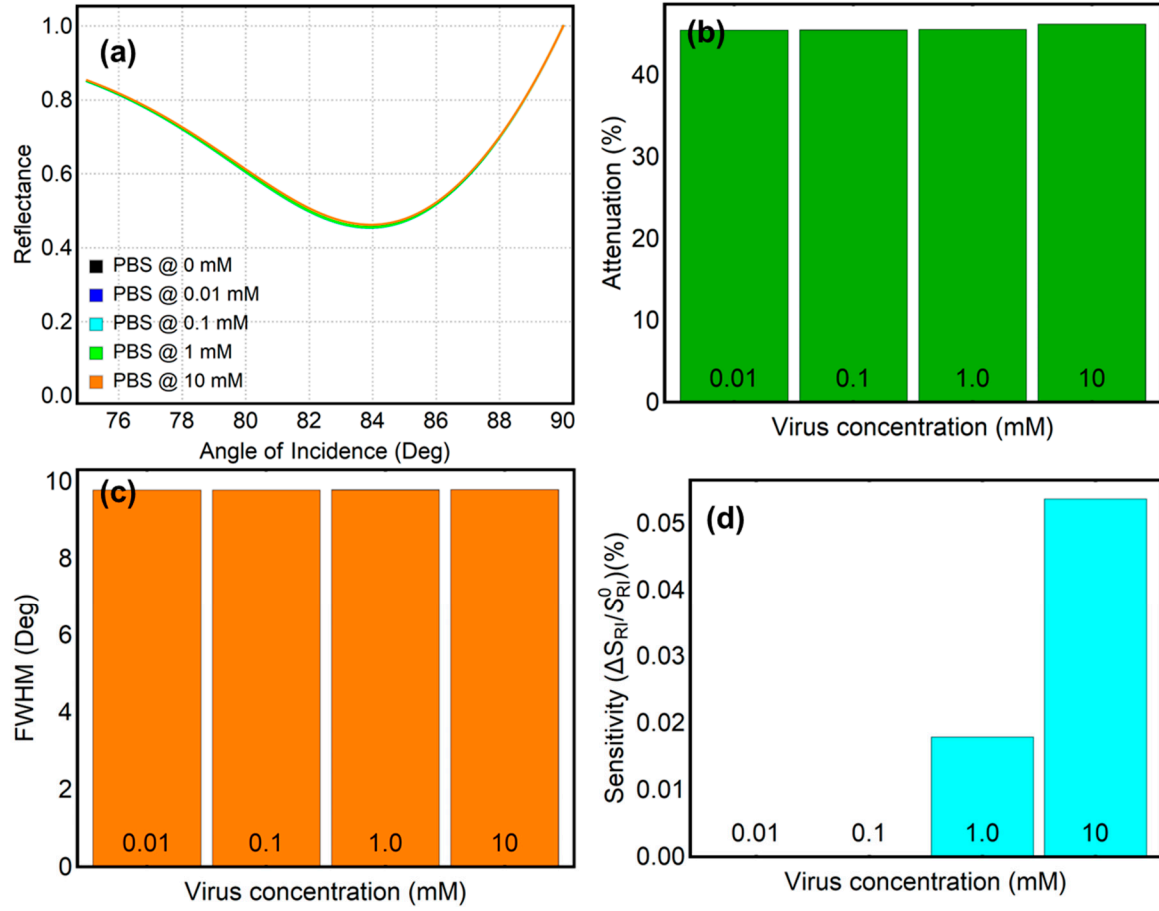 (a)
1.0
0.8
0.6
0.4
0.2
0.0
Reflectance
PBS @ 0 mM
PBS @ 0.01 mM
PBS @ 0.1 mM
PBS @ 1 mM
PBS @ 10 mM
76 78 80 82 84 86 88 90
Angle of Incidence (Deg)
(b)
40
30
20
10
0
Attenuation (%)
0.01 0.1 1.0 10
Virus concentration (mM)
(c)
10
8
6
4
2
0
FWHM (Deg)
0.01 0.1 1.0 10
Virus concentration (mM)
(d)
0.05
0.04
0.03
0.02
0.01
0.00
Sensitivity (ΔS_RI/S⁰_RI)(%)
0.01 0.1 1.0 10
Virus concentration (mM)